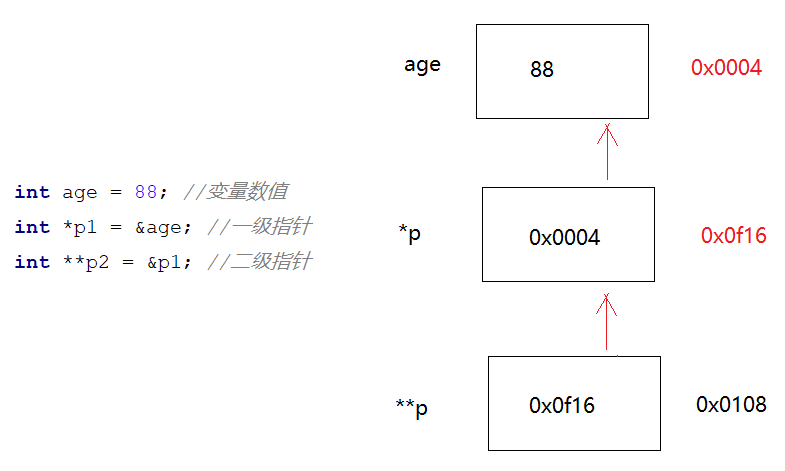 age
88
0x0004
int age = 88; //变量数值
int *p1 = &age; //一级指针
int **p2 = &p1; //二级指针
*p
0x0004
0x0f16
**p
0x0f16
0x0108